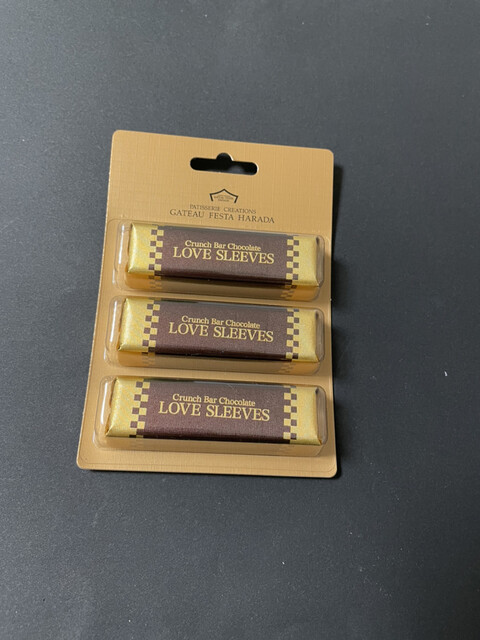 PATISSERIE CREATIONS
GATEAU FESTA HARADA
Crunch Bar Chocolate
LOVE SLEEVES
Crunch Bar Chocolate
LOVE SLEEVES
Crunch Bar Chocolate
LOVE SLEEVES